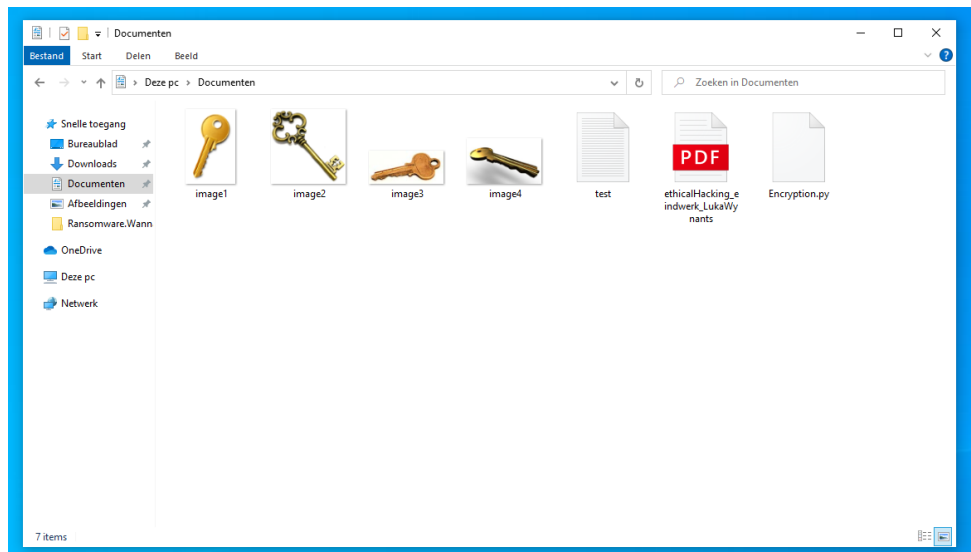 Documenten
Bestand Start Delen Beeld
Deze pc > Documenten
Zoeken in Documenten
Snelle toegang
Bureaublad
Downloads
Documenten
Afbeeldingen
Ransomware.Wann
OneDrive
Deze pc
Netwerk
image1
image2
image3
image4
test
PDF
ethicalHacking_e
indwerk_LukaWy
nants
Encryption.py
7 items